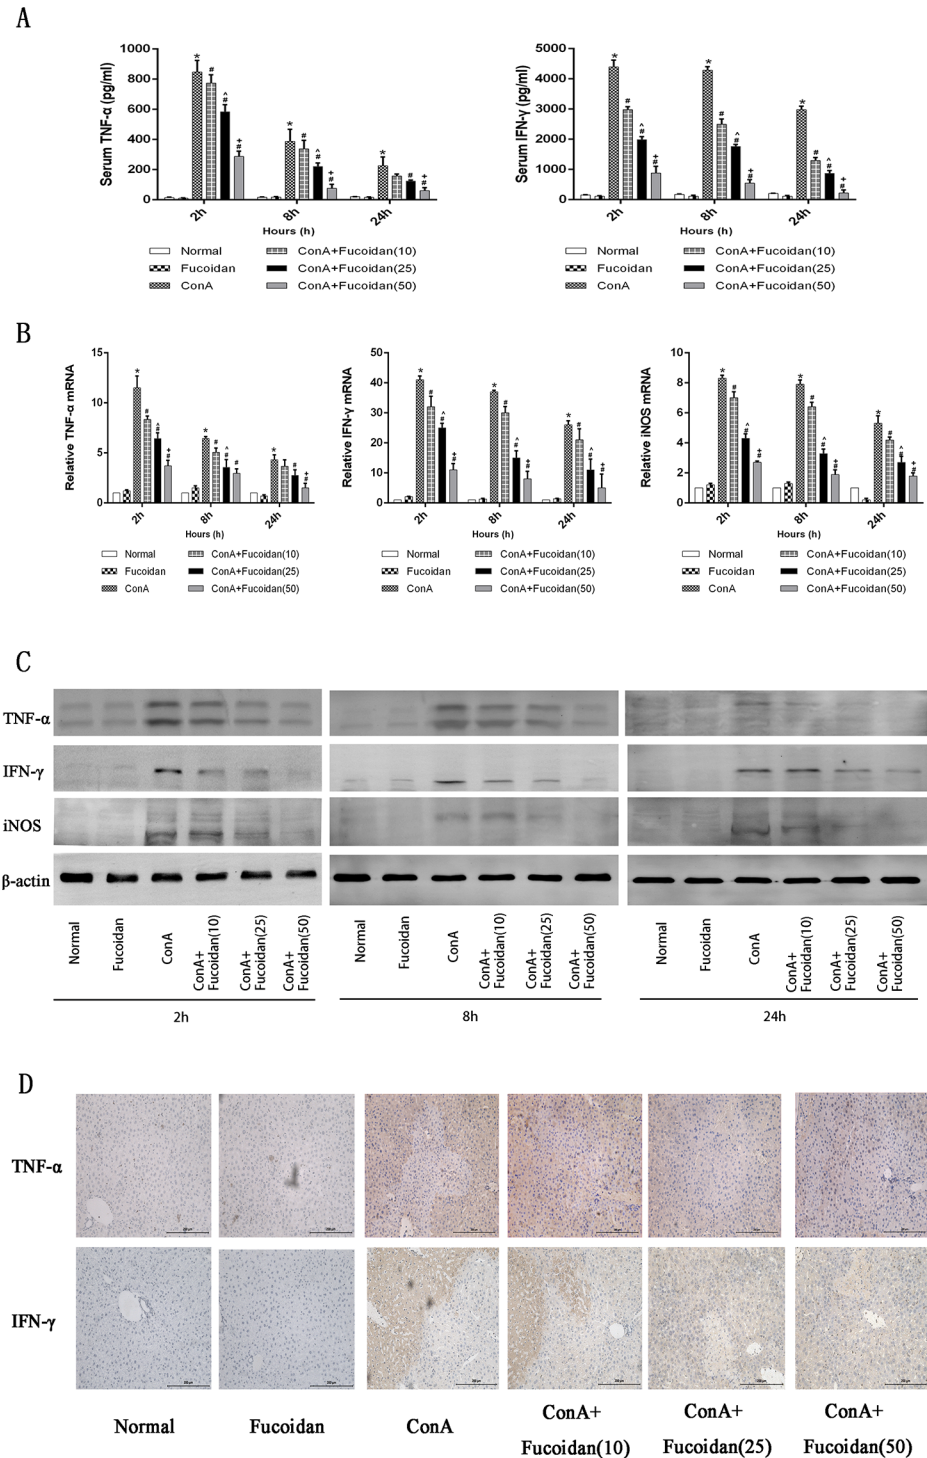 A
Serum TNF-α (pg/ml)
1000
800
600
400
200
0
* # ^ # + #
* # ^ # + #
* # + #
2h 8h 24h
Hours (h)
Normal ConA+Fucoidan(10)
Fucoidan ConA+Fucoidan(25)
ConA ConA+Fucoidan(50)
Serum IFN-γ (pg/ml)
5000
4000
3000
2000
1000
0
* # ^ # + #
* # ^ # + #
* # ^ # + #
2h 8h 24h
Hours (h)
Normal ConA+Fucoidan(10)
Fucoidan ConA+Fucoidan(25)
ConA ConA+Fucoidan(50)
B
Relative TNF-α mRNA
15
10
5
0
* # ^ # + #
* # ^ # #
* # + #
2h 8h 24h
Hours (h)
Normal ConA+Fucoidan(10)
Fucoidan ConA+Fucoidan(25)
ConA ConA+Fucoidan(50)
Relative IFN-γ mRNA
50
40
30
20
10
0
* # ^ # + #
* # ^ # + #
* # ^ # + #
2h 8h 24h
Hours (h)
Normal ConA+Fucoidan(10)
Fucoidan ConA+Fucoidan(25)
ConA ConA+Fucoidan(50)
Relative iNOS mRNA
10
8
6
4
2
0
* # ^ # + #
* # ^ # + #
* # ^ # + #
2h 8h 24h
Hours (h)
Normal ConA+Fucoidan(10)
Fucoidan ConA+Fucoidan(25)
ConA ConA+Fucoidan(50)
C
TNF-α
IFN-γ
iNOS
β-actin
Normal
Fucoidan
ConA
ConA+
Fucoidan(10)
ConA+
Fucoidan(25)
ConA+
Fucoidan(50)
Normal
Fucoidan
ConA
ConA+
Fucoidan(10)
ConA+
Fucoidan(25)
ConA+
Fucoidan(50)
Normal
Fucoidan
ConA
ConA+
Fucoidan(10)
ConA+
Fucoidan(25)
ConA+
Fucoidan(50)
2h 8h 24h
D
TNF-α
IFN-γ
Normal
Fucoidan
ConA
ConA+
Fucoidan(10)
ConA+
Fucoidan(25)
ConA+
Fucoidan(50)